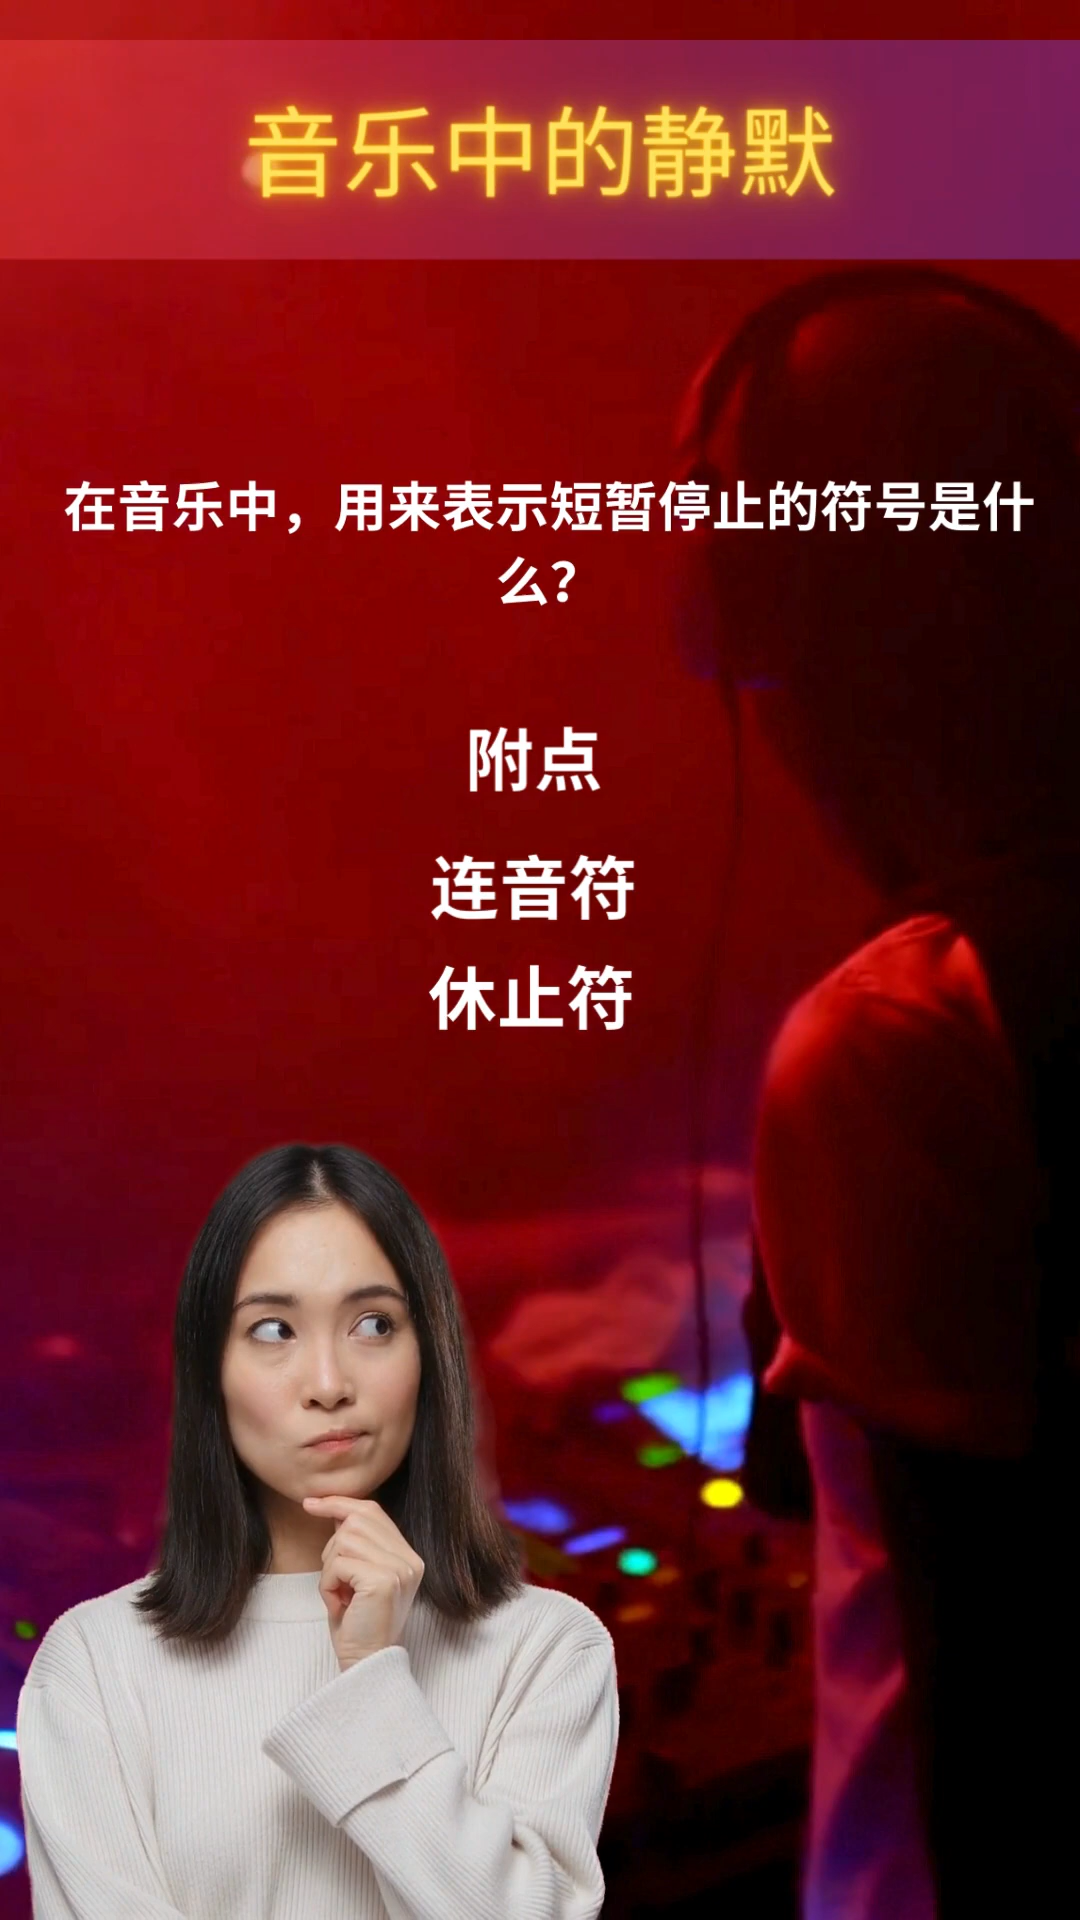 音乐中的静默
在音乐中，用来表示短暂停止的符号是什
么？
附点
连音符
休止符